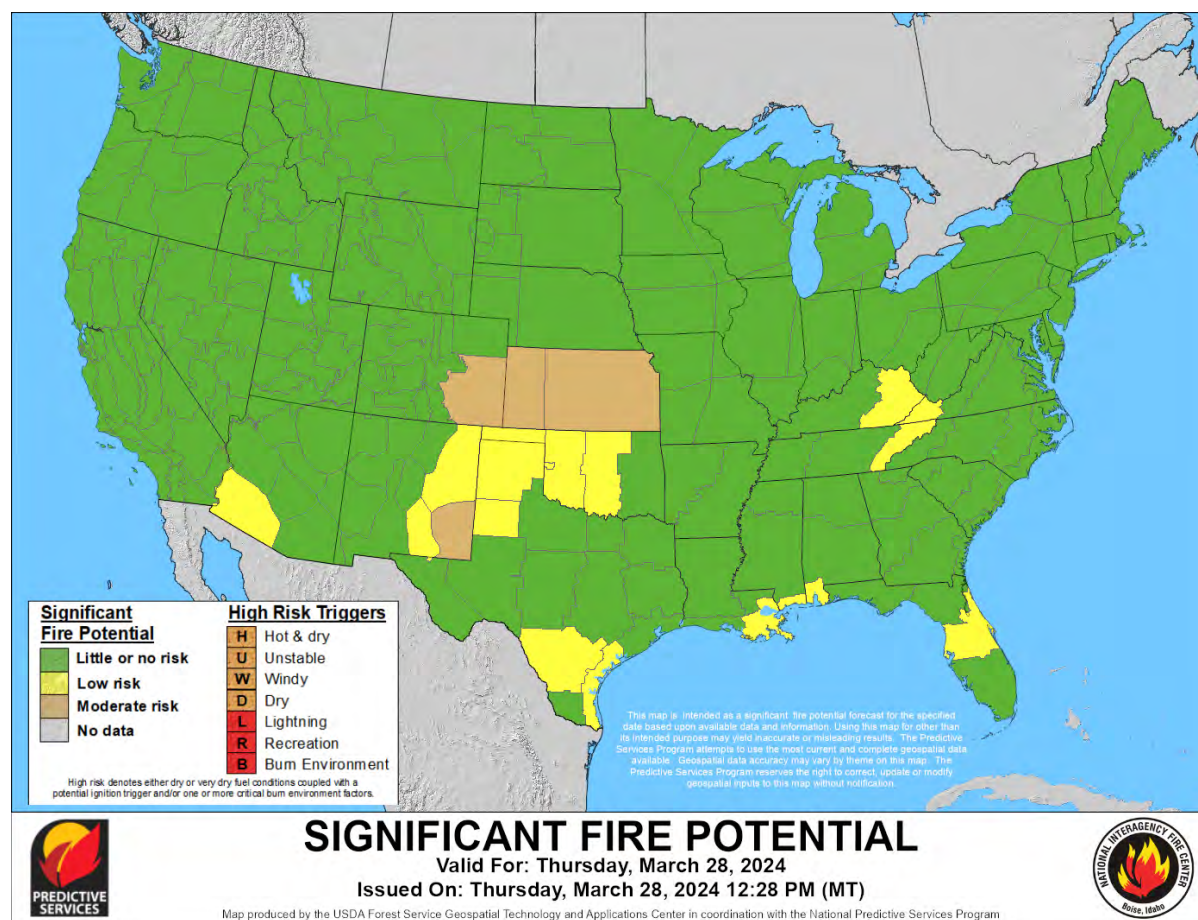 Significant
Fire Potential
Little or no risk
Low risk
Moderate risk
No data
High Risk Triggers
H Hot & dry
U Unstable
W Windy
D Dry
L Lightning
R Recreation
B Burn Environment
High risk denotes either dry or very dry fuel conditions coupled with a
potential ignition trigger and/or one or more critical burn environment factors.
This map is intended as a significant fire potential forecast for the specified
date based upon available data and information. Using this map for other than
its intended purpose may yield inaccurate or misleading results. The Predictive
Services Program attempts to use the most current and complete geospatial data
available. Geospatial data accuracy may vary by theme on this map. The
Predictive Services Program reserves the right to correct, update or modify
geospatial inputs to this map without notification.
PREDICTIVE
SERVICES
SIGNIFICANT FIRE POTENTIAL
Valid For: Thursday, March 28, 2024
Issued On: Thursday, March 28, 2024 12:28 PM (MT)
Map produced by the USDA Forest Service Geospatial Technology and Applications Center in coordination with the National Predictive Services Program
NATIONAL INTERAGENCY FIRE CENTER
Boise, Idaho